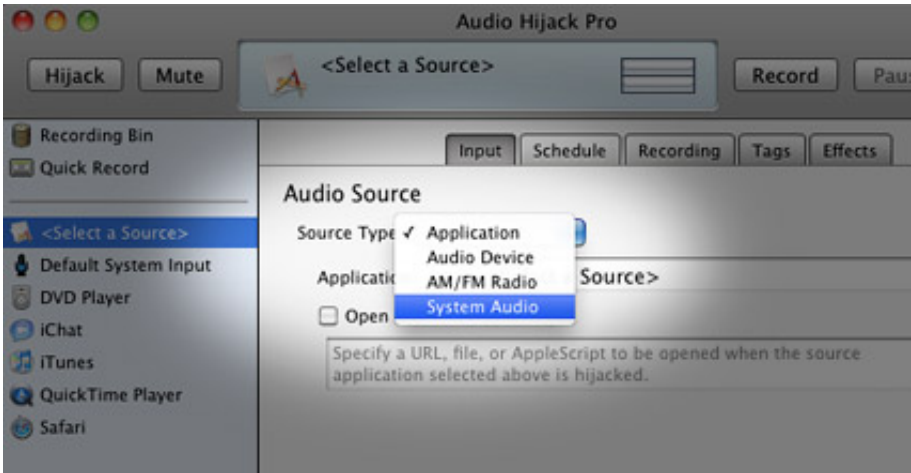 Audio Hijack Pro
Hijack
Mute
<Select a Source>
Record
Recording Bin
Quick Record
<Select a Source>
Default System Input
DVD Player
iChat
iTunes
QuickTime Player
Safari
Input
Schedule
Recording
Tags
Effects
Audio Source
Source Type
✓ Application
Audio Device
AM/FM Radio
System Audio
Source>
Open
Specify a URL, file, or AppleScript to be opened when the source
application selected above is hijacked.